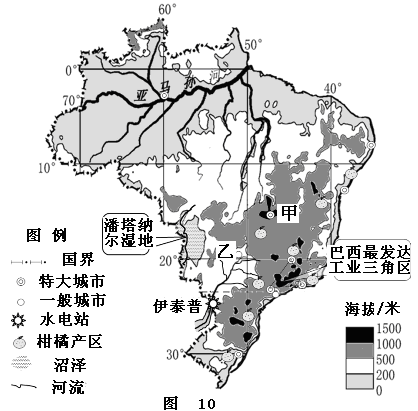 60°
50°
0°
亚马孙河
70°
40°
10°
甲
潘塔纳
尔湿地
乙
巴西最发达
工业三角区
20°
图 例
国界
特大城市
一般城市
水电站
柑橘产区
沼泽
河流
伊泰普
30°
海拔/米
1500
1000
500
200
0
图 10